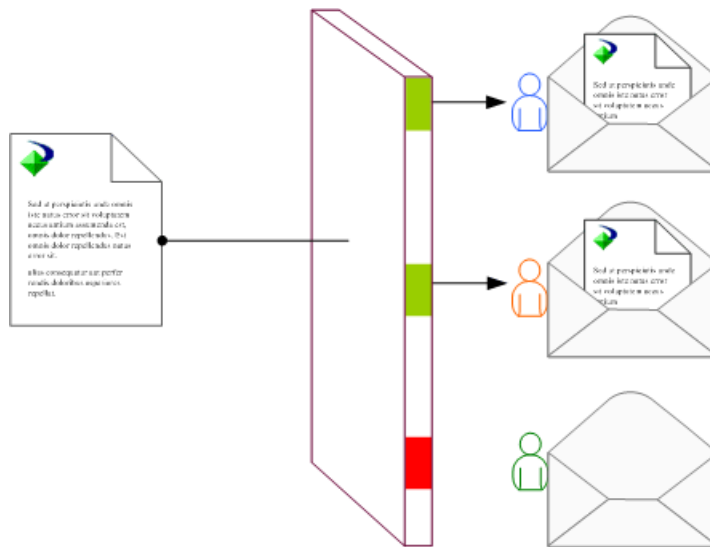 Sed ut perspiciatis unde omnis
iste natus error sit voluptatem
accusantium assumenda est,
omnis dolor repellendus. Est
omnis dolor repellendus natus
error sit.
alias consequatur aut perfer
rendis doloribus asperiores
repellat.
Sed ut perspiciatis unde
omnis iste natus error
sit voluptatem accus
antium
Sed ut perspiciatis unde
omnis iste natus error
sit voluptatem accus
antium